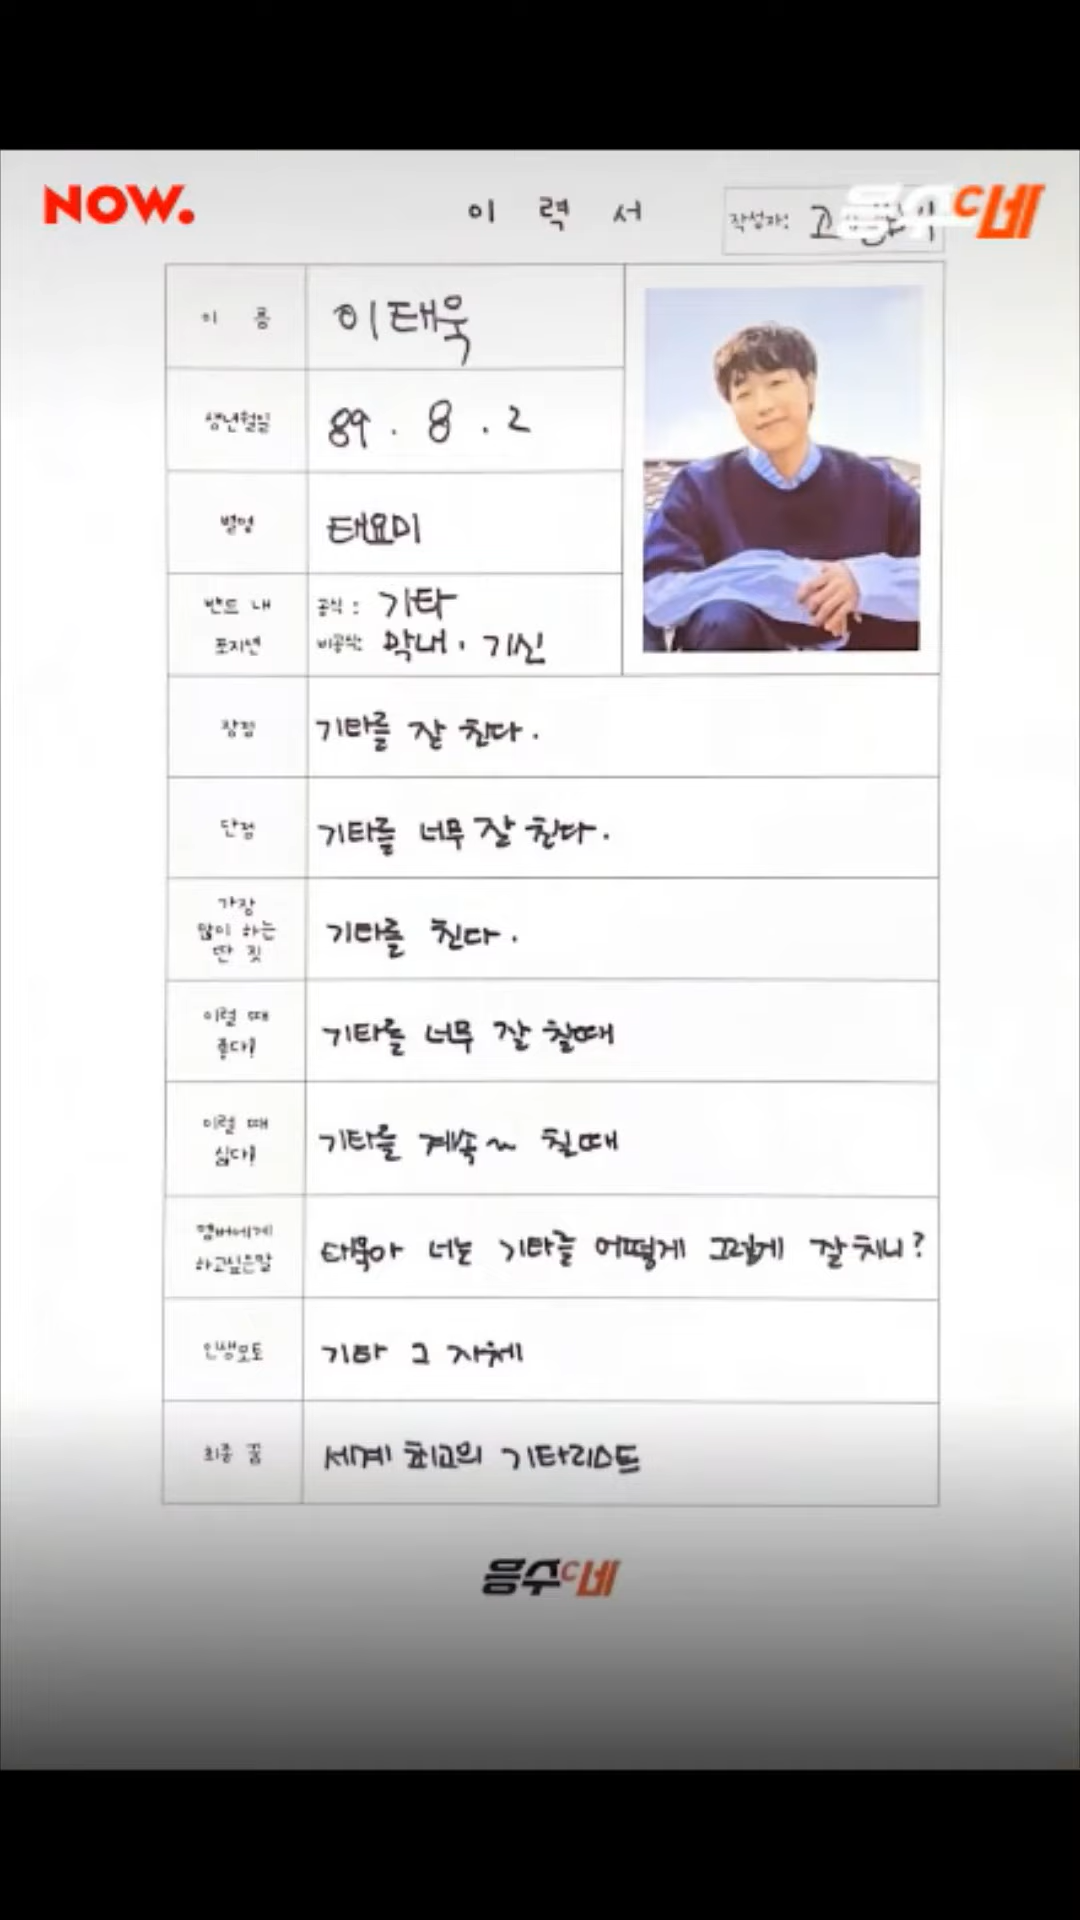 NOW.
응수C네
이 력 서
작성자: 고
이 름
이태욱
생년월일
89. 8. 2
별명
태요미
밴드 내
포지션
공식: 기타
비공식: 막내, 기신
장점
기타를 잘 친다.
단점
기타를 너무 잘 친다.
가장
많이 하는
딴 짓
기타를 친다.
이럴 때
좋다!
기타를 너무 잘 칠때
이럴 때
싫다!
기타를 계속~ 칠때
멤버에게
하고싶은말
태욱아 너는 기타를 어떻게 그렇게 잘 치니?
인생모토
기타 그 자체
최종 꿈
세계 최고의 기타리스트
응수C네